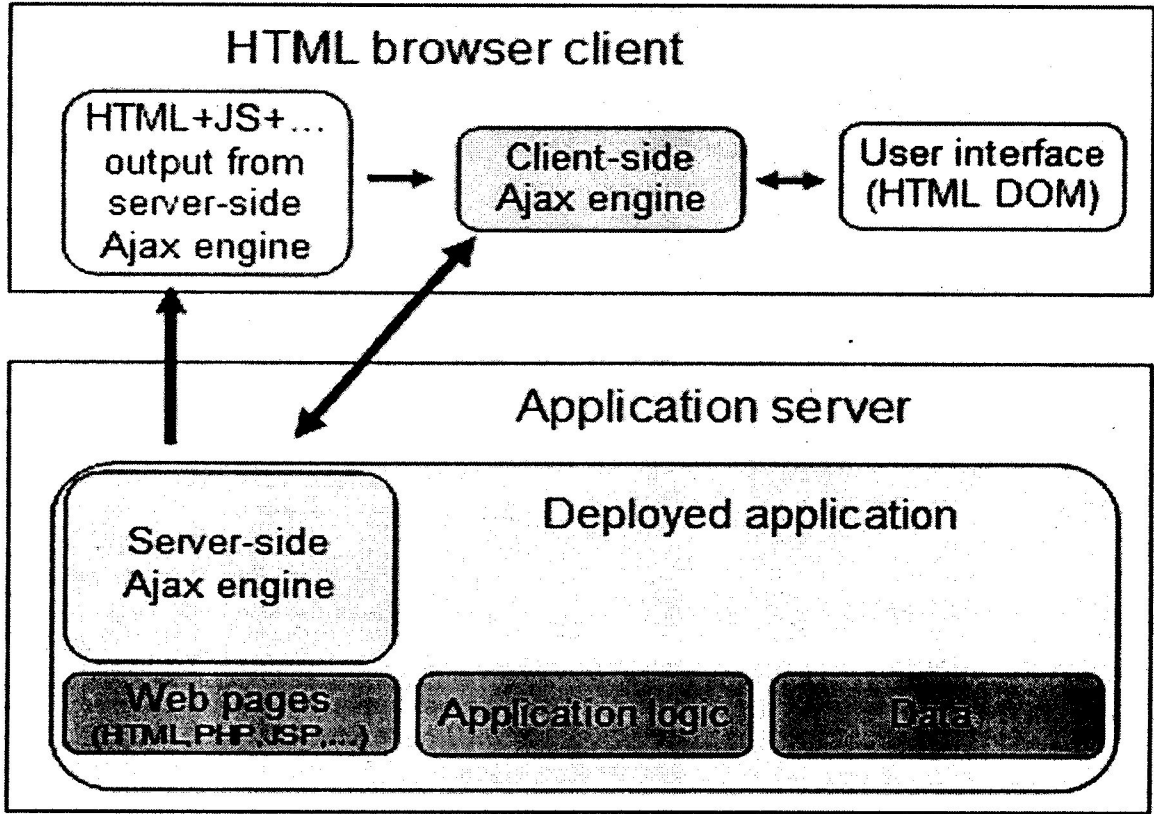 HTML browser client
HTML+JS+...
output from
server-side
Ajax engine
Client-side
Ajax engine
User interface
(HTML DOM)
Application server
Server-side
Ajax engine
Deployed application
Web pages
(HTML,PHP,JSP,...)
Application logic
Data